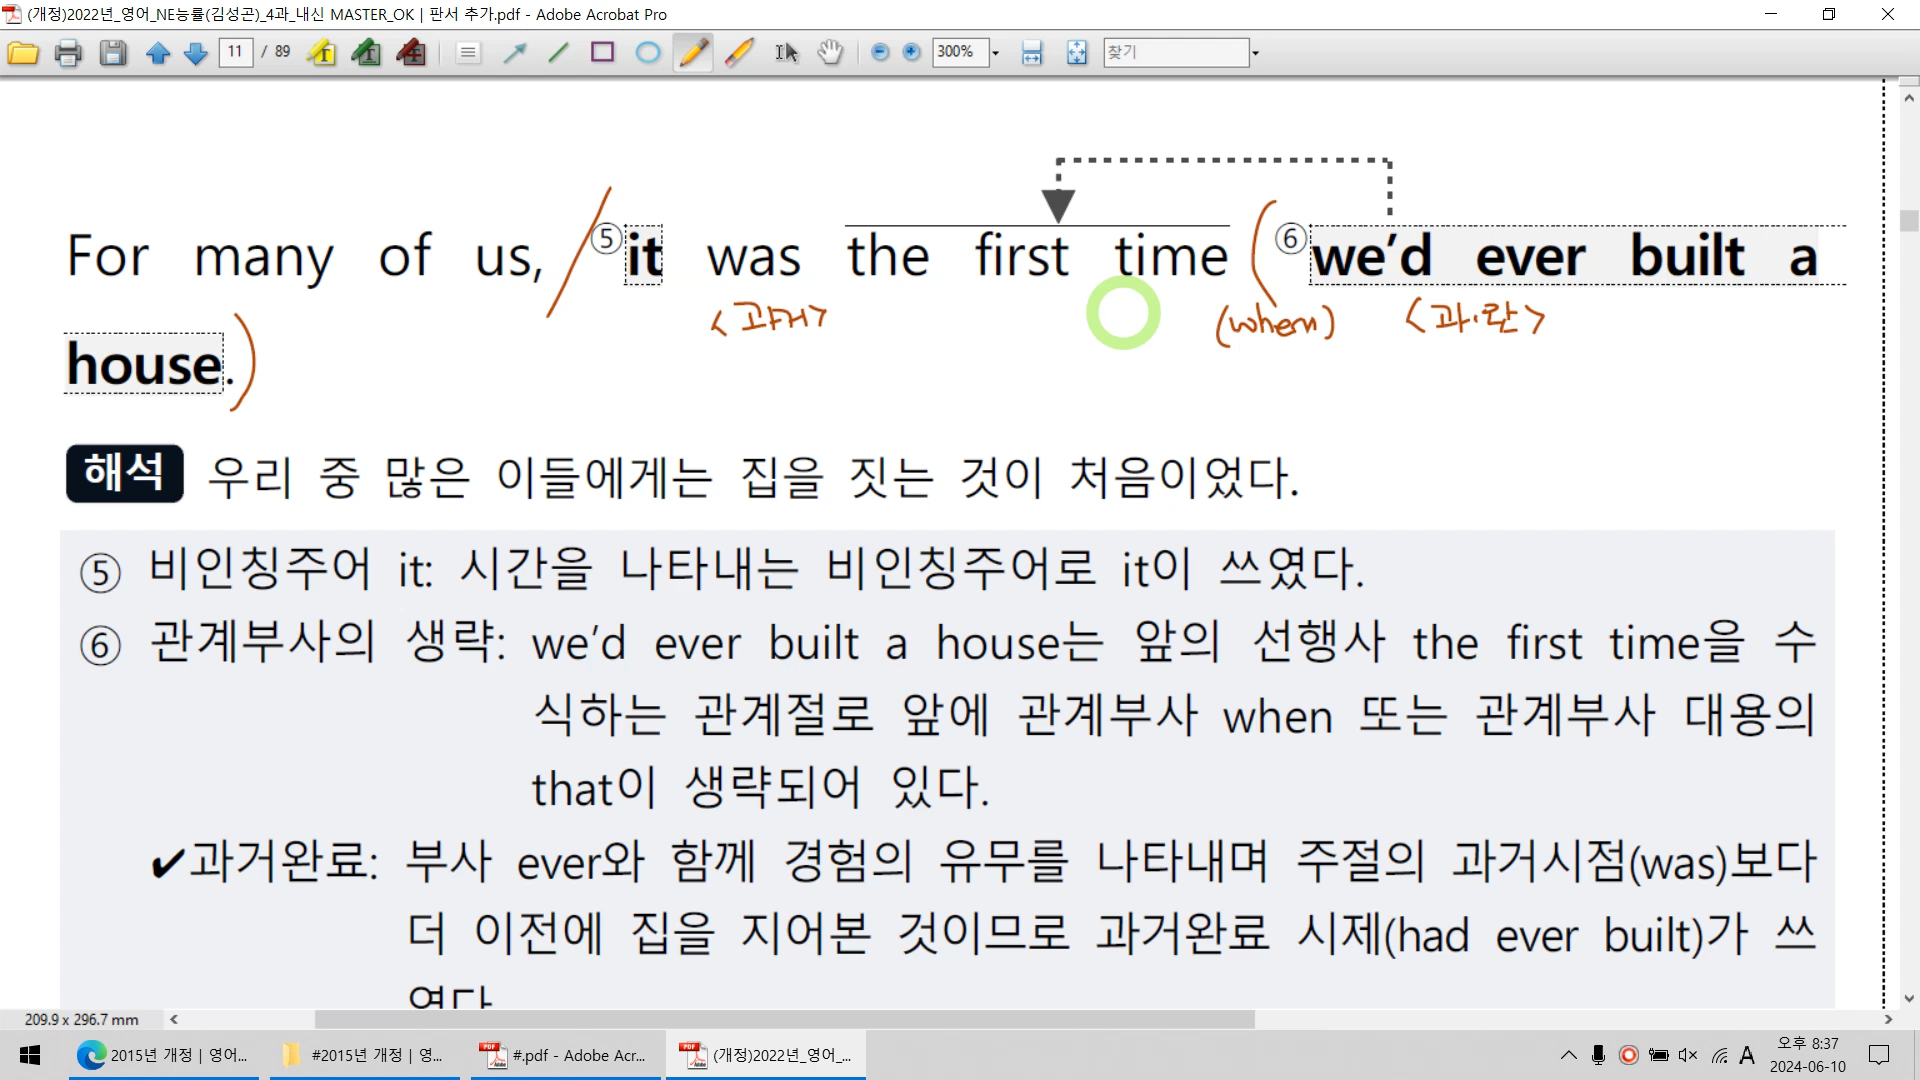 (개정)2022년_영어_NE능률(김성곤)_4과_내신 MASTER_OK | 판서 추가.pdf - Adobe Acrobat Pro
11 / 89
300%
찾기
For many of us, ⑤it was the first time ⑥we’d ever built a
<과거> (when) <과.완>
house.
해석 우리 중 많은 이들에게는 집을 짓는 것이 처음이었다.
⑤ 비인칭주어 it: 시간을 나타내는 비인칭주어로 it이 쓰였다.
⑥ 관계부사의 생략: we’d ever built a house는 앞의 선행사 the first time을 수
식하는 관계절로 앞에 관계부사 when 또는 관계부사 대용의
that이 생략되어 있다.
✔과거완료: 부사 ever와 함께 경험의 유무를 나타내며 주절의 과거시점(was)보다
더 이전에 집을 지어본 것이므로 과거완료 시제(had ever built)가 쓰
였다
209.9 x 296.7 mm
2015년 개정 | 영어...
#2015년 개정 | 영...
#.pdf - Adobe Acr...
(개정)2022년_영어_...
A
오후 8:37
2024-06-10